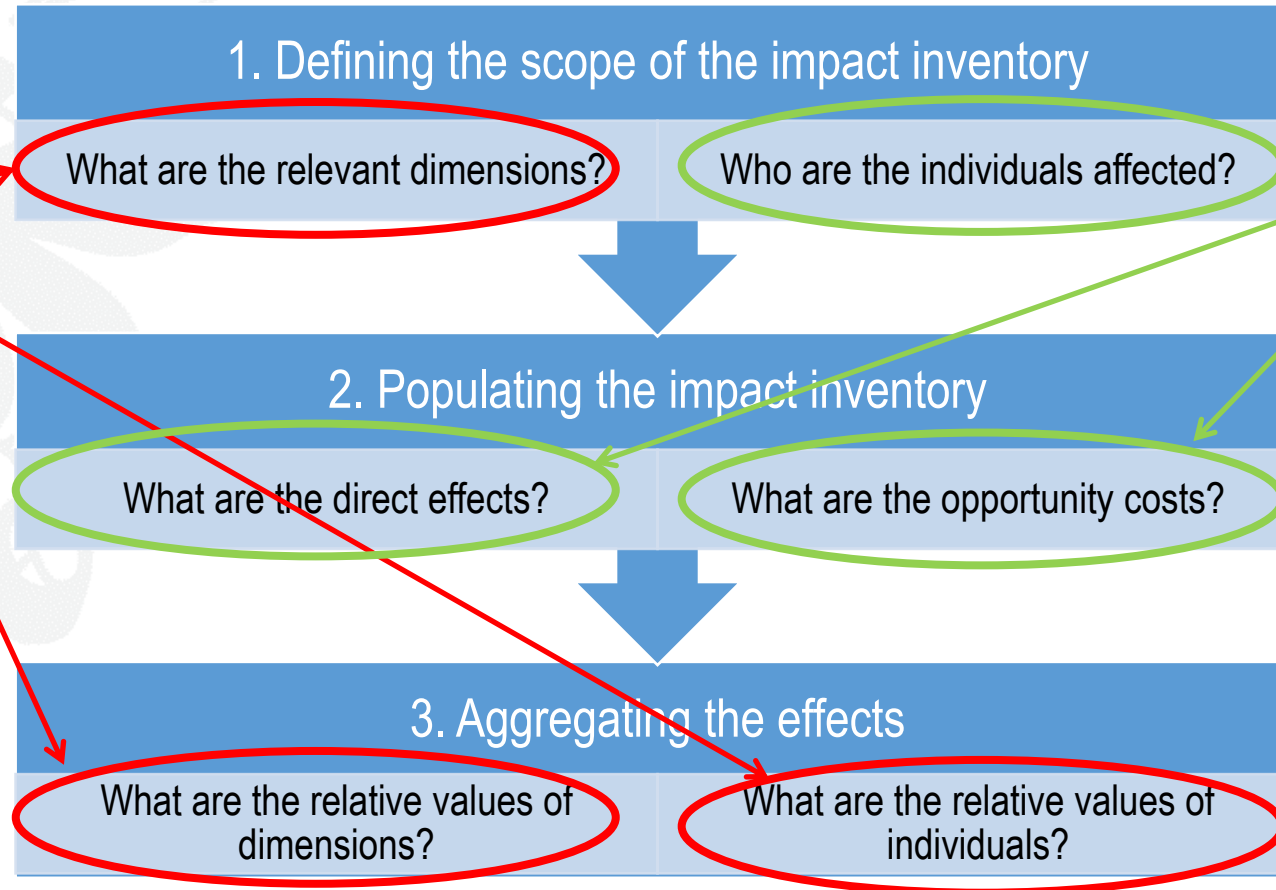 1. Defining the scope of the impact inventory
What are the relevant dimensions?
Who are the individuals affected?
2. Populating the impact inventory
What are the direct effects?
What are the opportunity costs?
3. Aggregating the effects
What are the relative values of
dimensions?
What are the relative values of
individuals?